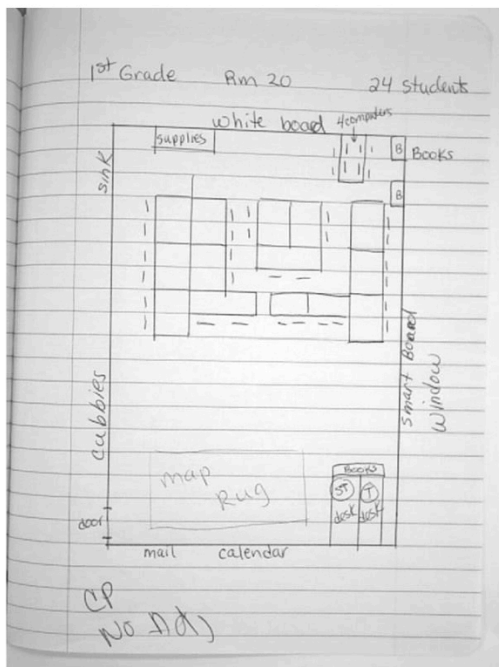 1st Grade Rm 20 24 students
white board 4 computers
supplies
B Books
sink
B
cubbies
Smart Board
Window
map
Rug
Books
ST T
desk desk
door
mail calendar
CP
NO